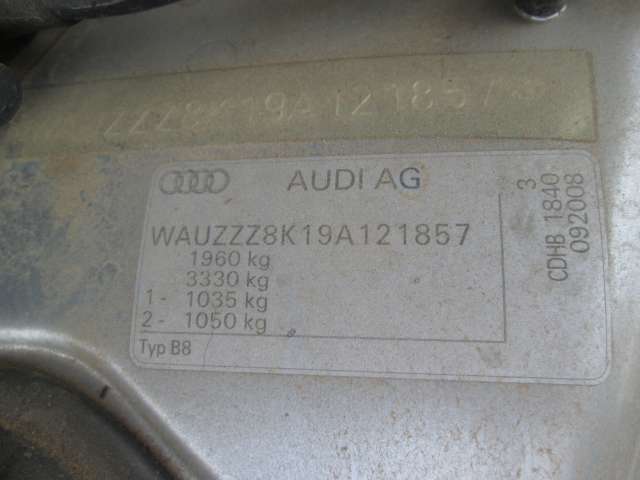 ZZZ8K19A121857
AUDI AG
WAUZZZ8K19A121857
1960 kg
3330 kg
1- 1035 kg
2- 1050 kg
Typ B8
3
CDHB 1840
092008